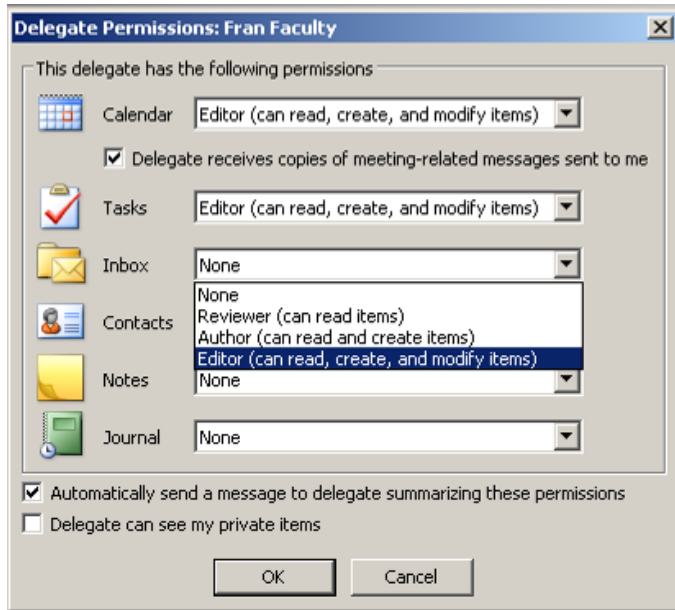 Delegate Permissions: Fran Faculty
This delegate has the following permissions
Calendar Editor (can read, create, and modify items)
Delegate receives copies of meeting-related messages sent to me
Tasks Editor (can read, create, and modify items)
Inbox None
None
Reviewer (can read items)
Contacts Author (can read and create items)
Editor (can read, create, and modify items)
Notes None
Journal None
Automatically send a message to delegate summarizing these permissions
Delegate can see my private items
OK Cancel